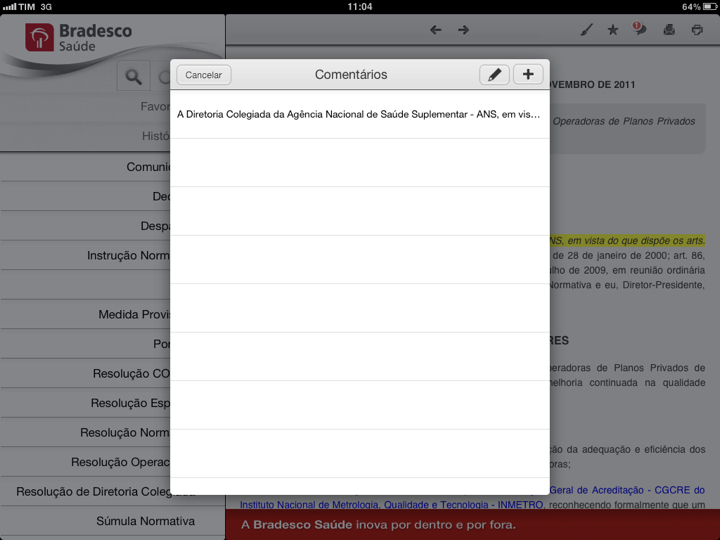 TIM 3G 11:04 64%
Bradesco
Saúde
Favor
Histó
Comunic
Dec
Despa
Instrução Norm
Medida Provis
Por
Resolução CO
Resolução Esp
Resolução Norm
Resolução Operac
Resolução de Diretoria Colegiada
Súmula Normativa
Cancelar
Comentários
A Diretoria Colegiada da Agência Nacional de Saúde Suplementar - ANS, em vis...
OVEMBRO DE 2011
Operadoras de Planos Privados
NS, em vista do que dispõe os arts.
de 28 de janeiro de 2000; art. 86,
ulho de 2009, em reunião ordinária
Normativa e eu, Diretor-Presidente,
RES
peradoras de Planos Privados de
elhoria continuada na qualidade
ção da adequação e eficiência dos
oras;
Geral de Acreditação - CGCRE do
Instituto Nacional de Metrologia, Qualidade e Tecnologia - INMETRO, reconhecendo formalmente que um
A Bradesco Saúde inova por dentro e por fora.